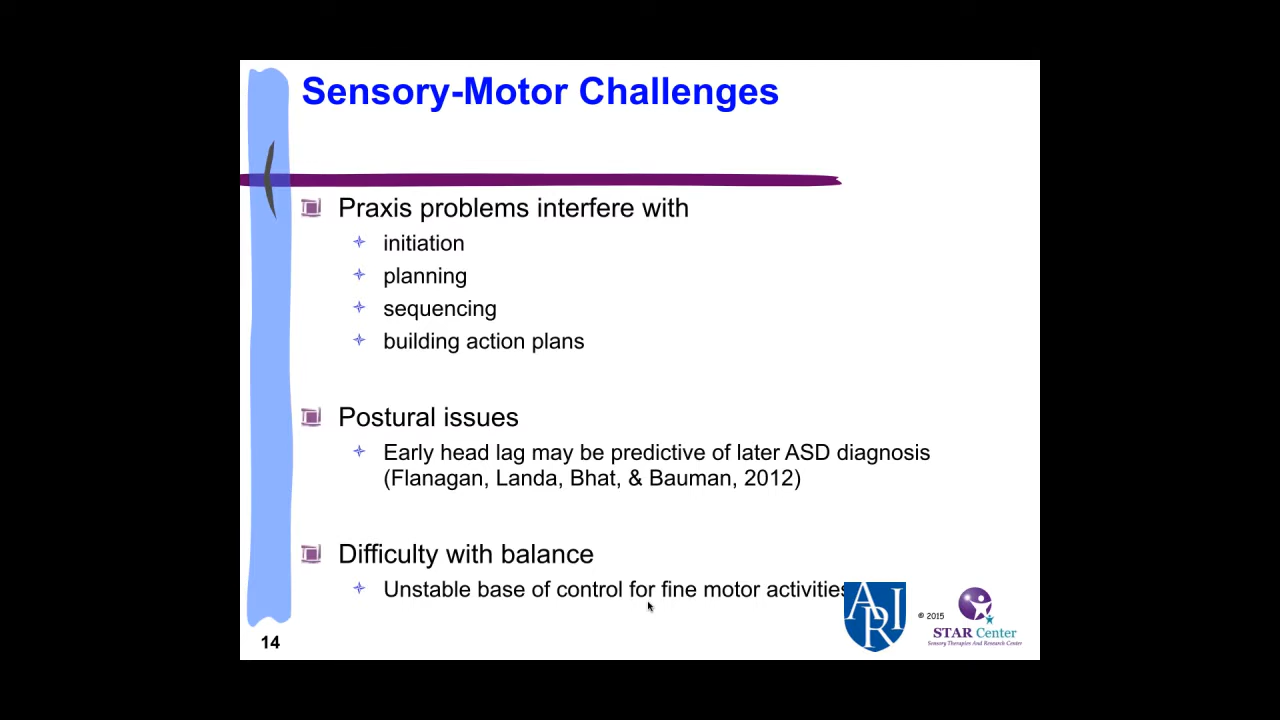 Sensory-Motor Challenges
Praxis problems interfere with
initiation
planning
sequencing
building action plans
Postural issues
Early head lag may be predictive of later ASD diagnosis
(Flanagan, Landa, Bhat, & Bauman, 2012)
Difficulty with balance
Unstable base of control for fine motor activities
ARI
© 2015
STAR Center
Sensory Therapies And Research Center
14